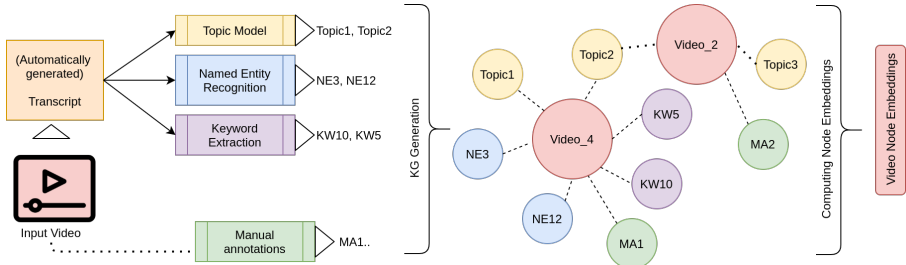 (Automatically
generated)
Transcript
Input Video
Topic Model
Topic1, Topic2
Named Entity
Recognition
NE3, NE12
Keyword
Extraction
KW10, KW5
Manual
annotations
MA1..
KG Generation
Topic1
Topic2
Video_2
Topic3
Video_4
KW5
NE3
MA2
KW10
NE12
MA1
Computing Node Embeddings
Video Node Embeddings